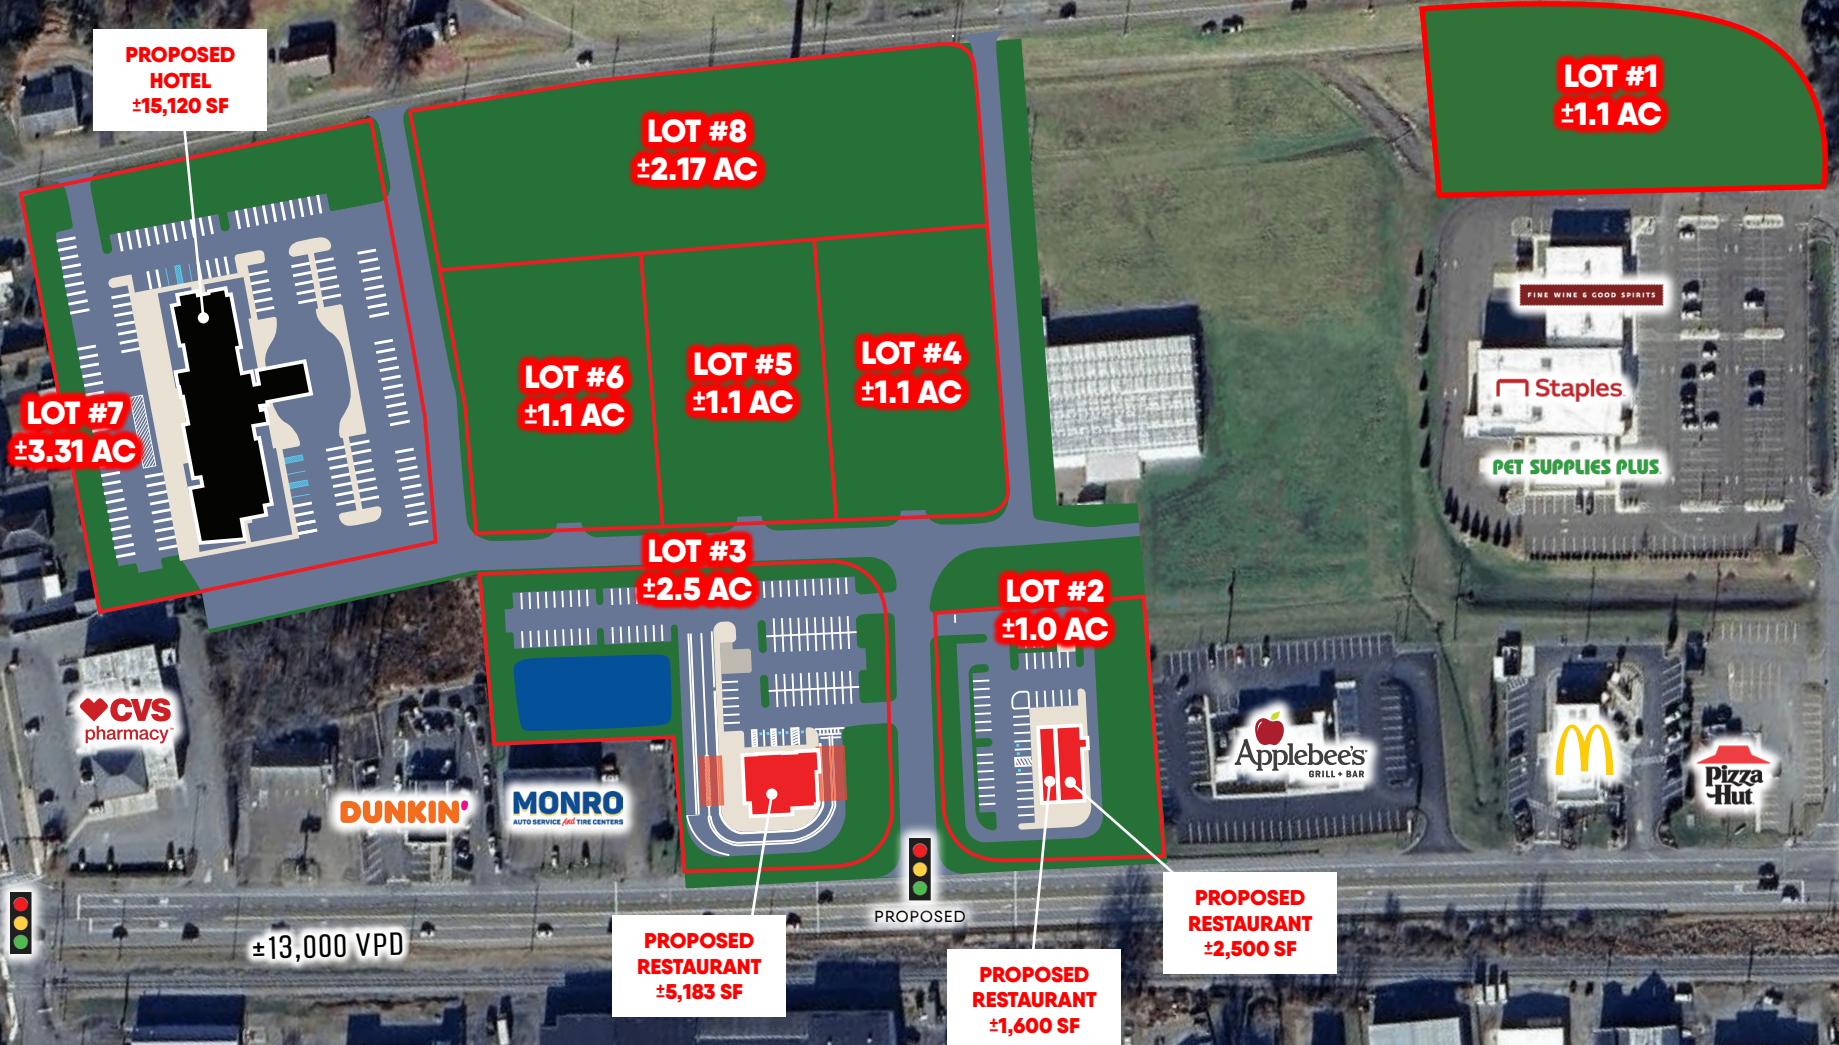 PROPOSED
HOTEL
±15,120 SF
LOT #1
±1.1 AC
LOT #8
±2.17 AC
FINE WINE & GOOD SPIRITS
LOT #6
±1.1 AC
LOT #5
±1.1 AC
LOT #4
±1.1 AC
Staples
LOT #7
±3.31 AC
PET SUPPLIES PLUS
LOT #3
±2.5 AC
LOT #2
±1.0 AC
CVS
pharmacy
DUNKIN'
MONRO
AUTO SERVICE And TIRE CENTERS
Applebee's
GRILL + BAR
Pizza
Hut
PROPOSED
±13,000 VPD
PROPOSED
RESTAURANT
±5,183 SF
PROPOSED
RESTAURANT
±1,600 SF
PROPOSED
RESTAURANT
±2,500 SF